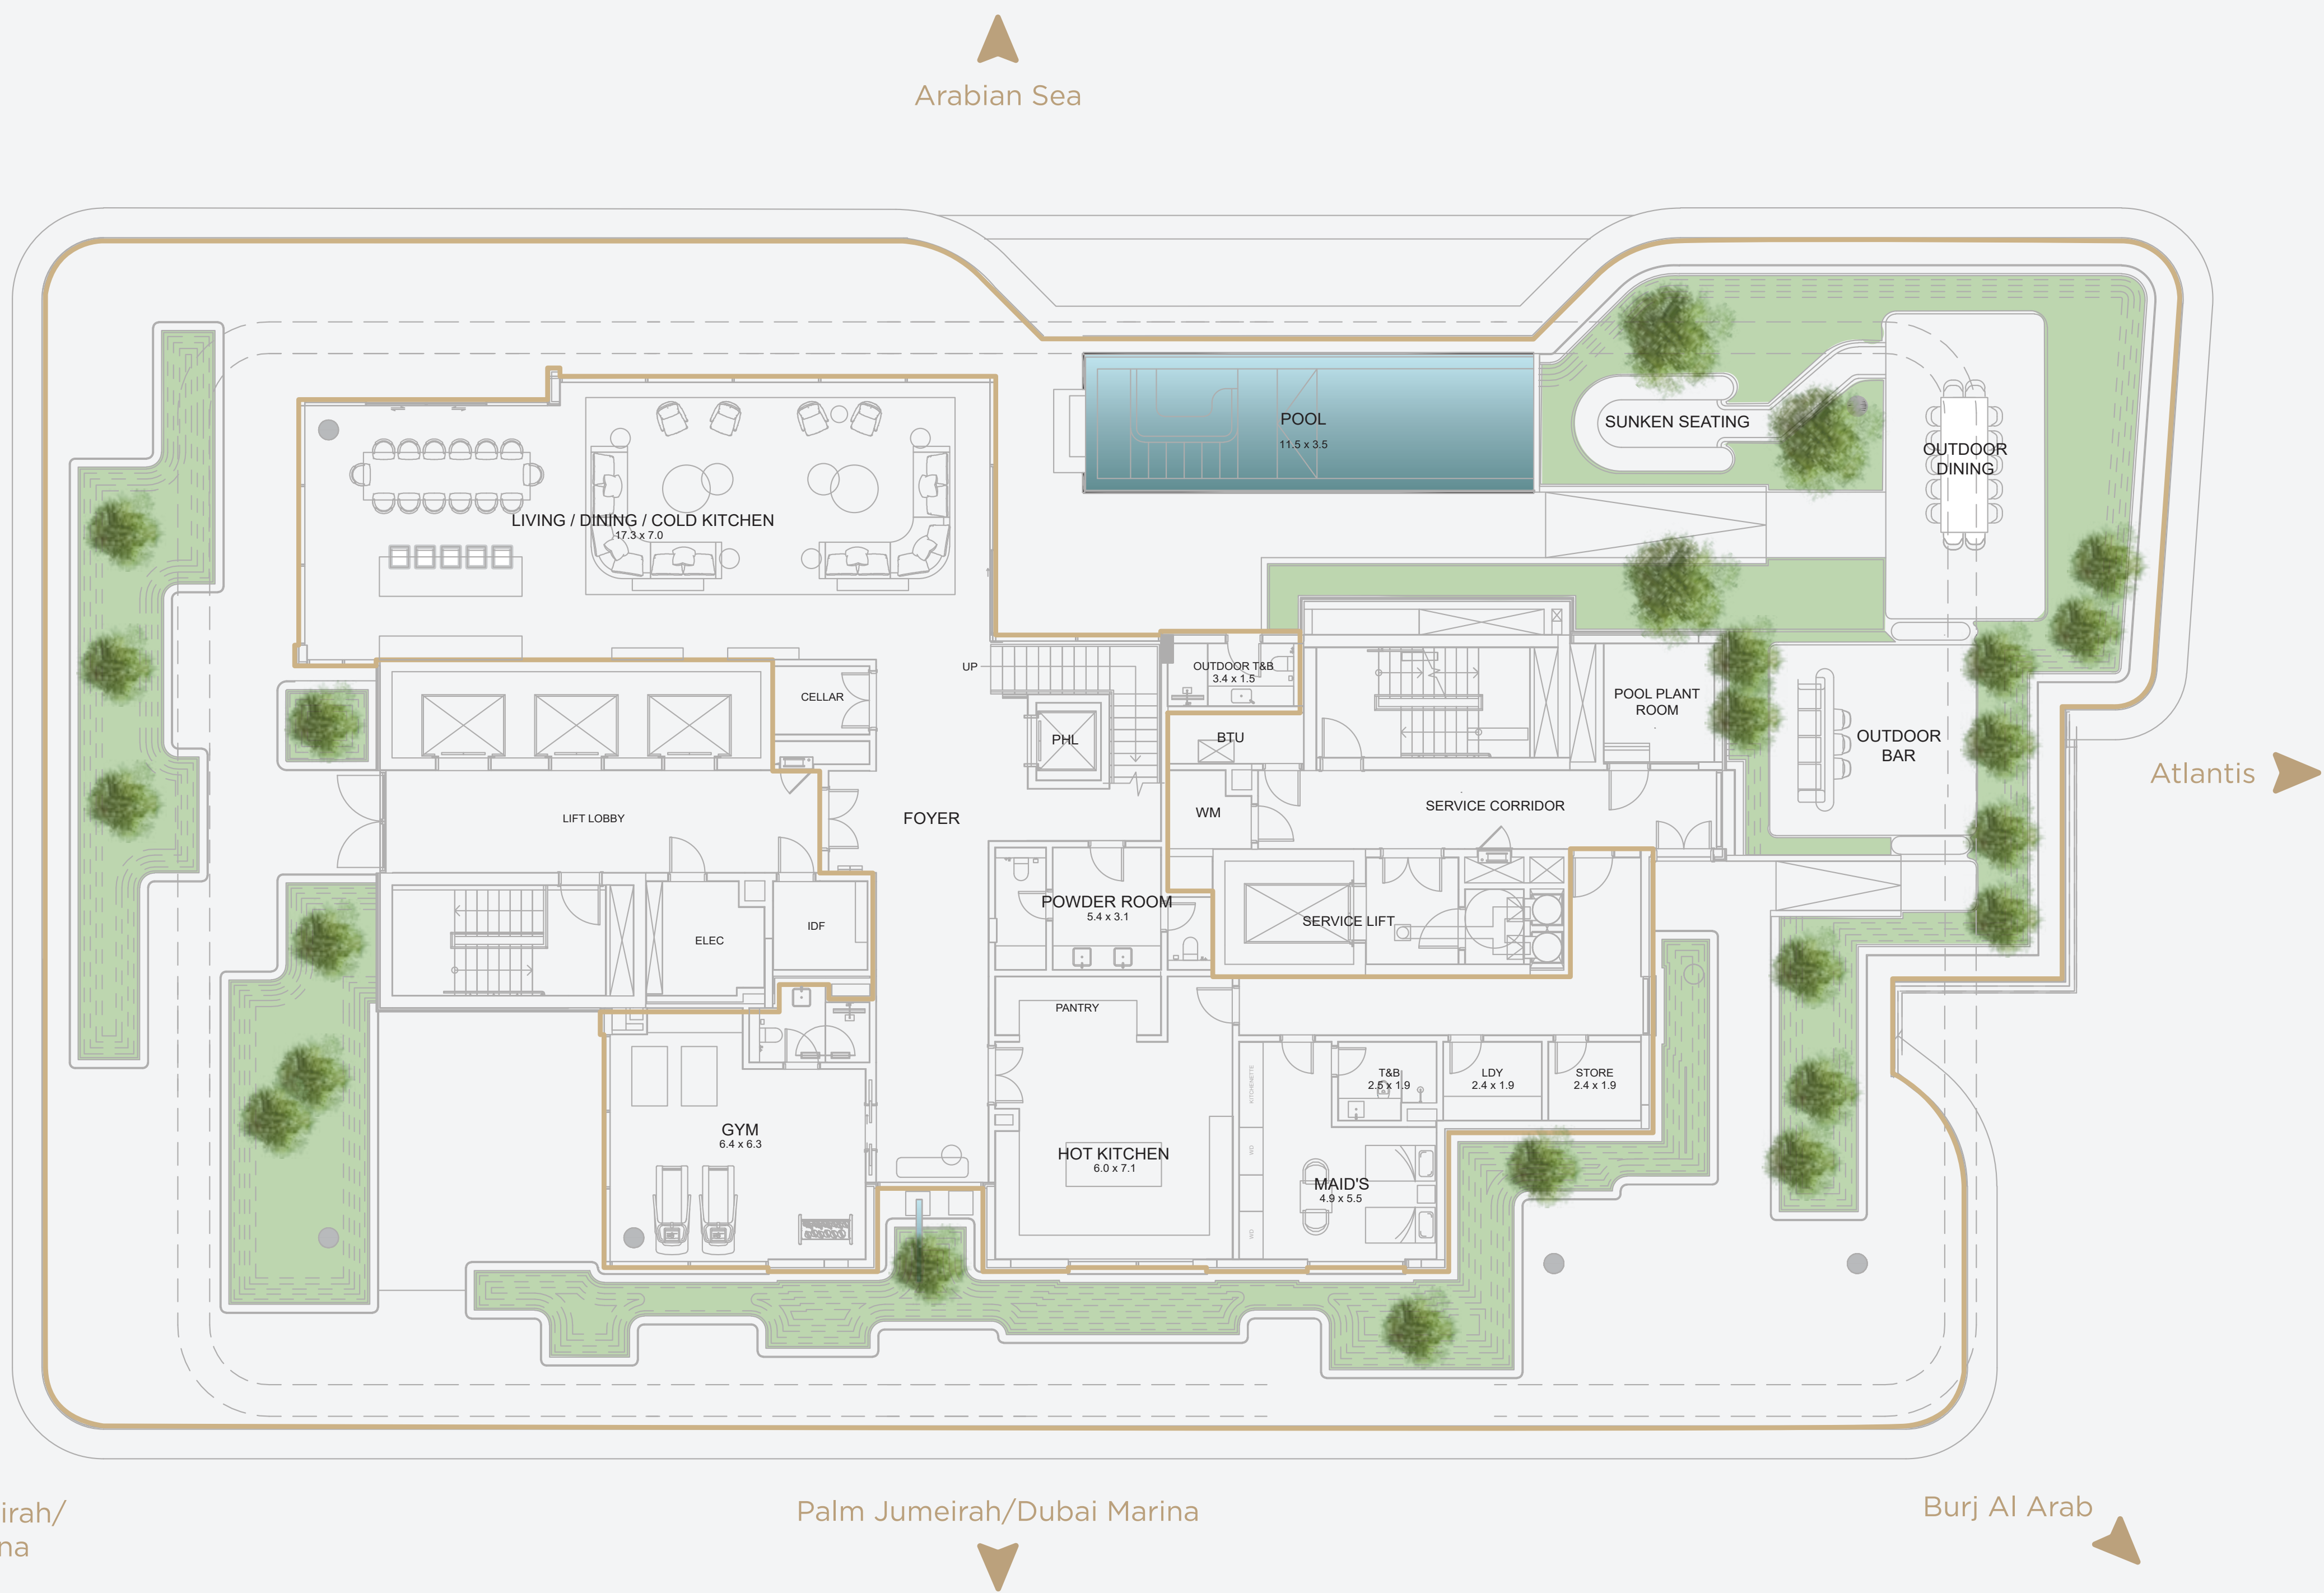 Arabian Sea
POOL
11.5 x 3.5
SUNKEN SEATING
OUTDOOR
DINING
LIVING / DINING / COLD KITCHEN
17.3 x 7.0
UP
OUTDOOR T&B
3.4 x 1.5
CELLAR
POOL PLANT
ROOM
PHL
BTU
OUTDOOR
BAR
Atlantis
LIFT LOBBY
FOYER
WM
SERVICE CORRIDOR
POWDER ROOM
5.4 x 3.1
SERVICE LIFT
ELEC
IDF
PANTRY
T&B
2.5 x 1.9
LDY
2.4 x 1.9
STORE
2.4 x 1.9
KITCHENETTE
GYM
6.4 x 6.3
HOT KITCHEN
6.0 x 7.1
WD
MAID'S
4.9 x 5.5
WD
irah/
na
Palm Jumeirah/Dubai Marina
Burj Al Arab